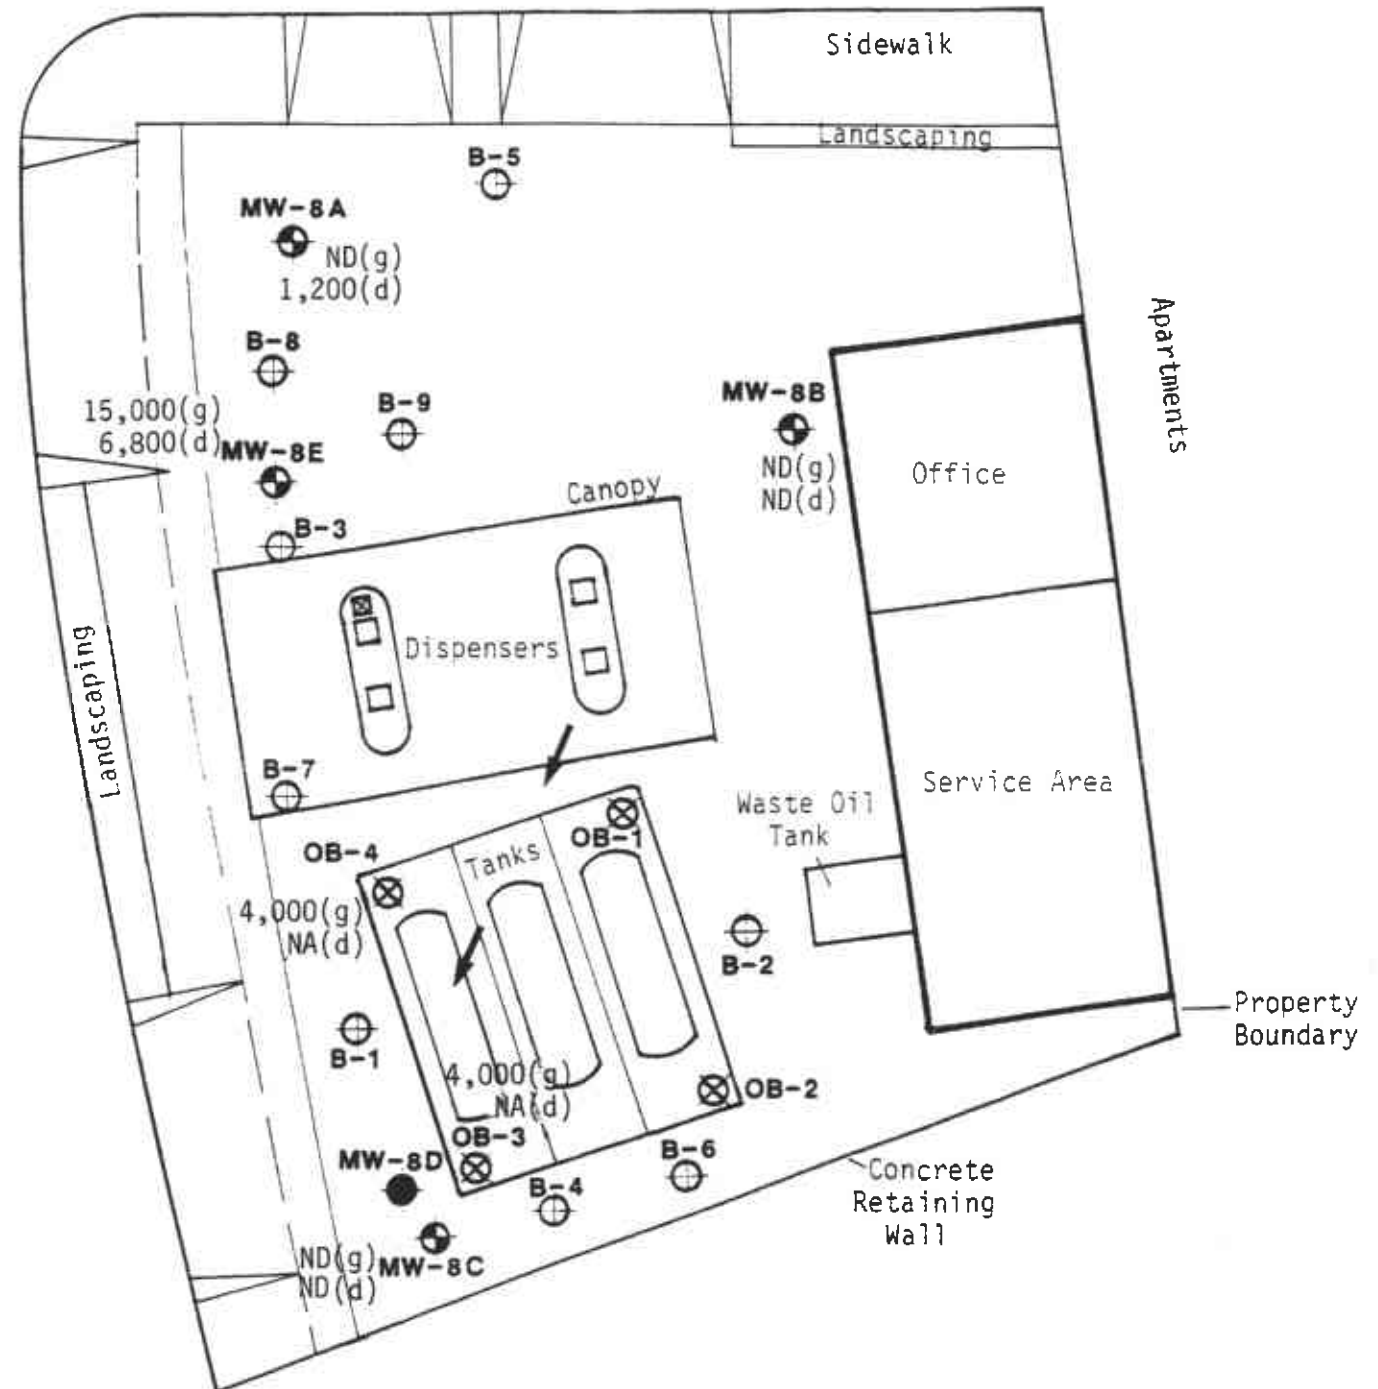 Sidewalk
Landscaping
B-5
MW-8A
ND(g)
1,200(d)
Apartments
B-8
15,000(g)
6,800(d)
B-9
MW-8B
ND(g)
ND(d)
MW-8E
Office
Canopy
B-3
Dispensers
Landscaping
B-7
Service Area
Waste Oil
Tank
OB-1
OB-4
Tanks
4,000(g)
NA(d)
B-2
Property
Boundary
B-1
4,000(g)
NA(d)
OB-2
OB-3
B-6
MW-8D
B-4
Concrete
Retaining
Wall
ND(g)
ND(d)
MW-8C